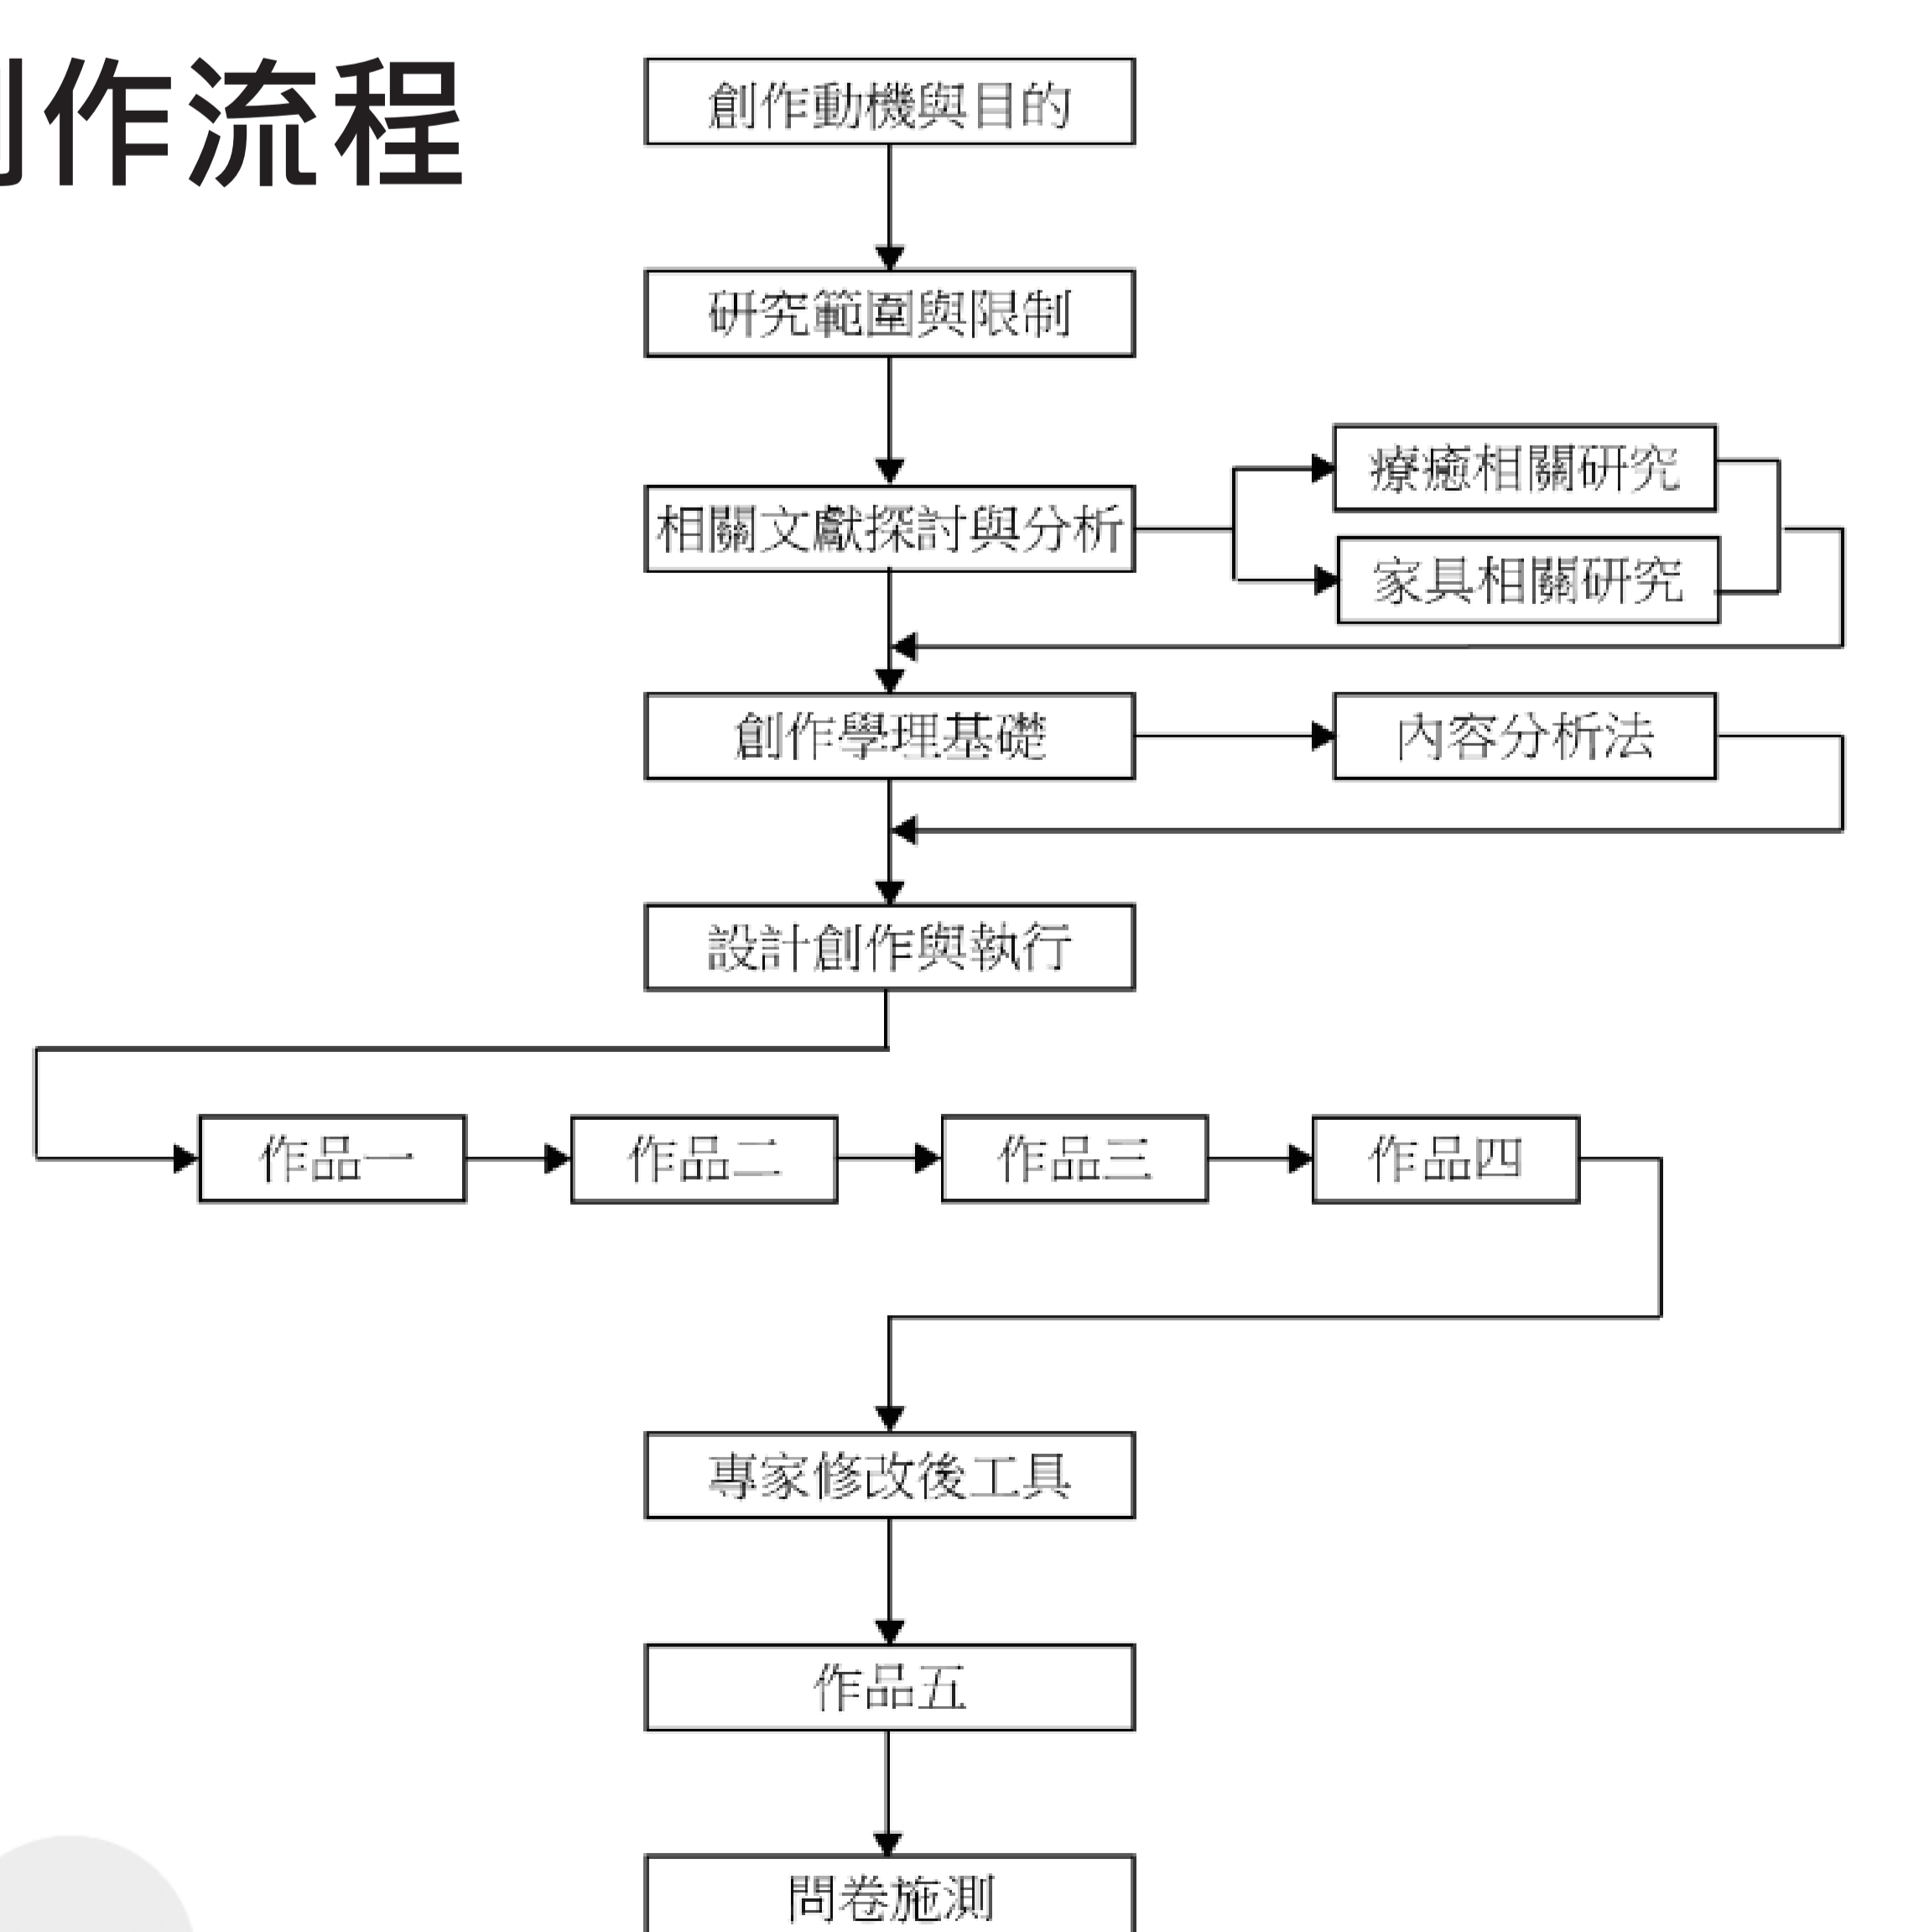 作流程
創作動機與目的
研究範圍與限制
相關文獻探討與分析
療癒相關研究
家具相關研究
創作學理基礎
內容分析法
設計創作與執行
作品一
作品二
作品三
作品四
專家修改後工具
作品五
問卷施測